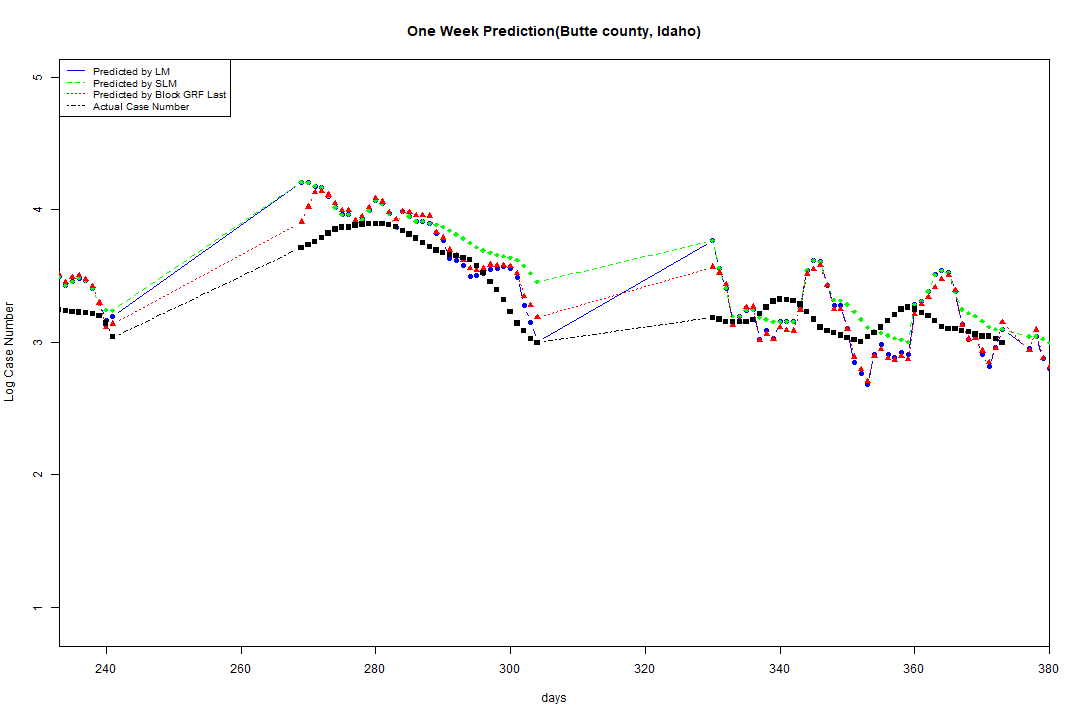 One Week Prediction(Butte county, Idaho)
Predicted by LM
Predicted by SLM
Predicted by Block GRF Last
Actual Case Number
5
4
3
2
1
Log Case Number
240 260 280 300 320 340 360 380
days